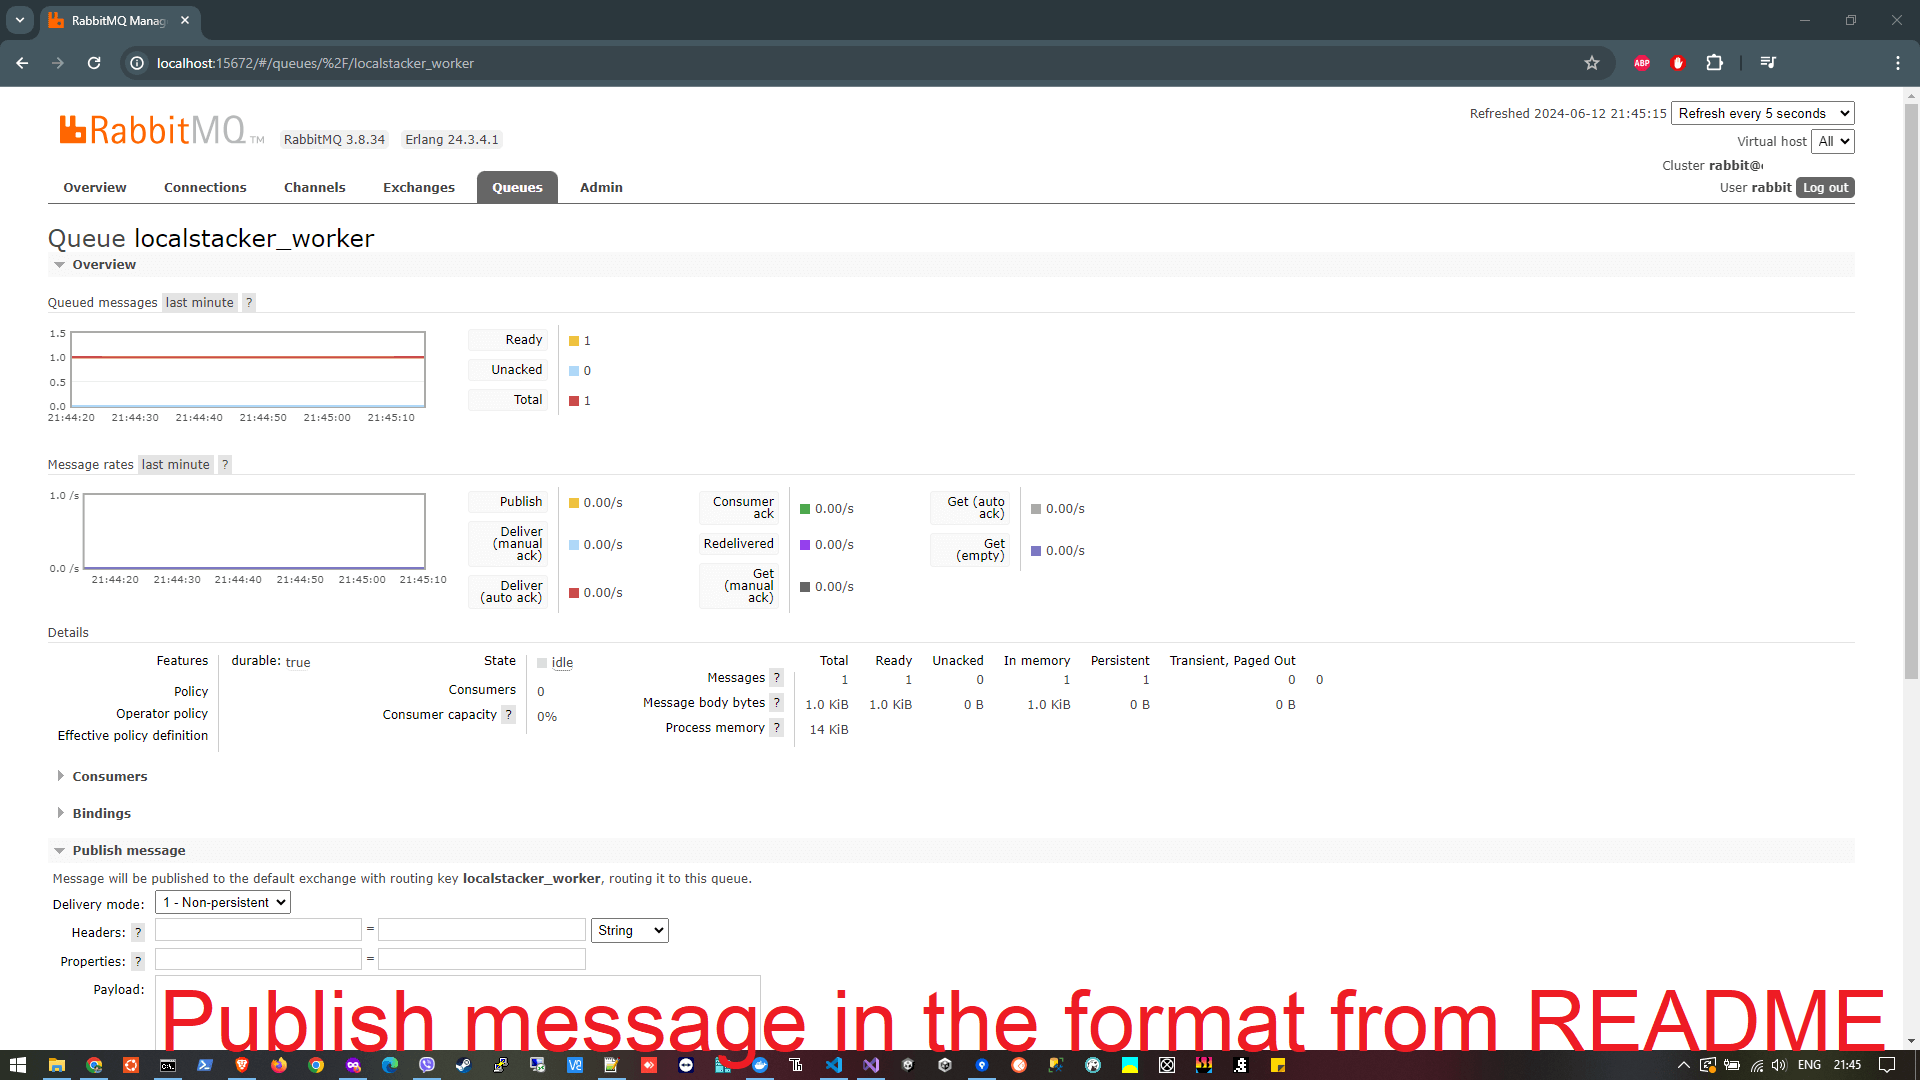 RabbitMQ Manag
localhost:15672/#/queues/%2F/localstacker_worker
ABP
RabbitMQ TM
RabbitMQ 3.8.34 Erlang 24.3.4.1
Refreshed 2024-06-12 21:45:15 Refresh every 5 seconds
Virtual host All
Cluster rabbit@
User rabbit Log out
Overview Connections Channels Exchanges Queues Admin
Queue localstacker_worker
Overview
Queued messages last minute ?
1.5
1.0
0.5
0.0
21:44:20 21:44:30 21:44:40 21:44:50 21:45:00 21:45:10
Ready 1
Unacked 0
Total 1
Message rates last minute ?
1.0 /s
0.0 /s
21:44:20 21:44:30 21:44:40 21:44:50 21:45:00 21:45:10
Publish 0.00/s
Deliver (manual ack) 0.00/s
Deliver (auto ack) 0.00/s
Consumer ack 0.00/s
Redelivered 0.00/s
Get (manual ack) 0.00/s
Get (auto ack) 0.00/s
Get (empty) 0.00/s
Details
Features durable: true
Policy
Operator policy
Effective policy definition
State idle
Consumers 0
Consumer capacity ? 0%
Total Ready Unacked In memory Persistent Transient, Paged Out
Messages ? 1 1 0 1 1 0 0
Message body bytes ? 1.0 KiB 1.0 KiB 0 B 1.0 KiB 0 B 0 B
Process memory ? 14 KiB
Consumers
Bindings
Publish message
Message will be published to the default exchange with routing key localstacker_worker, routing it to this queue.
Delivery mode: 1 - Non-persistent
Headers: ? = String
Properties: ? =
Payload:
Publish message in the format from README
ENG 21:45